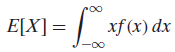 E[X] = ∫_{-∞}^{∞} xf(x) dx